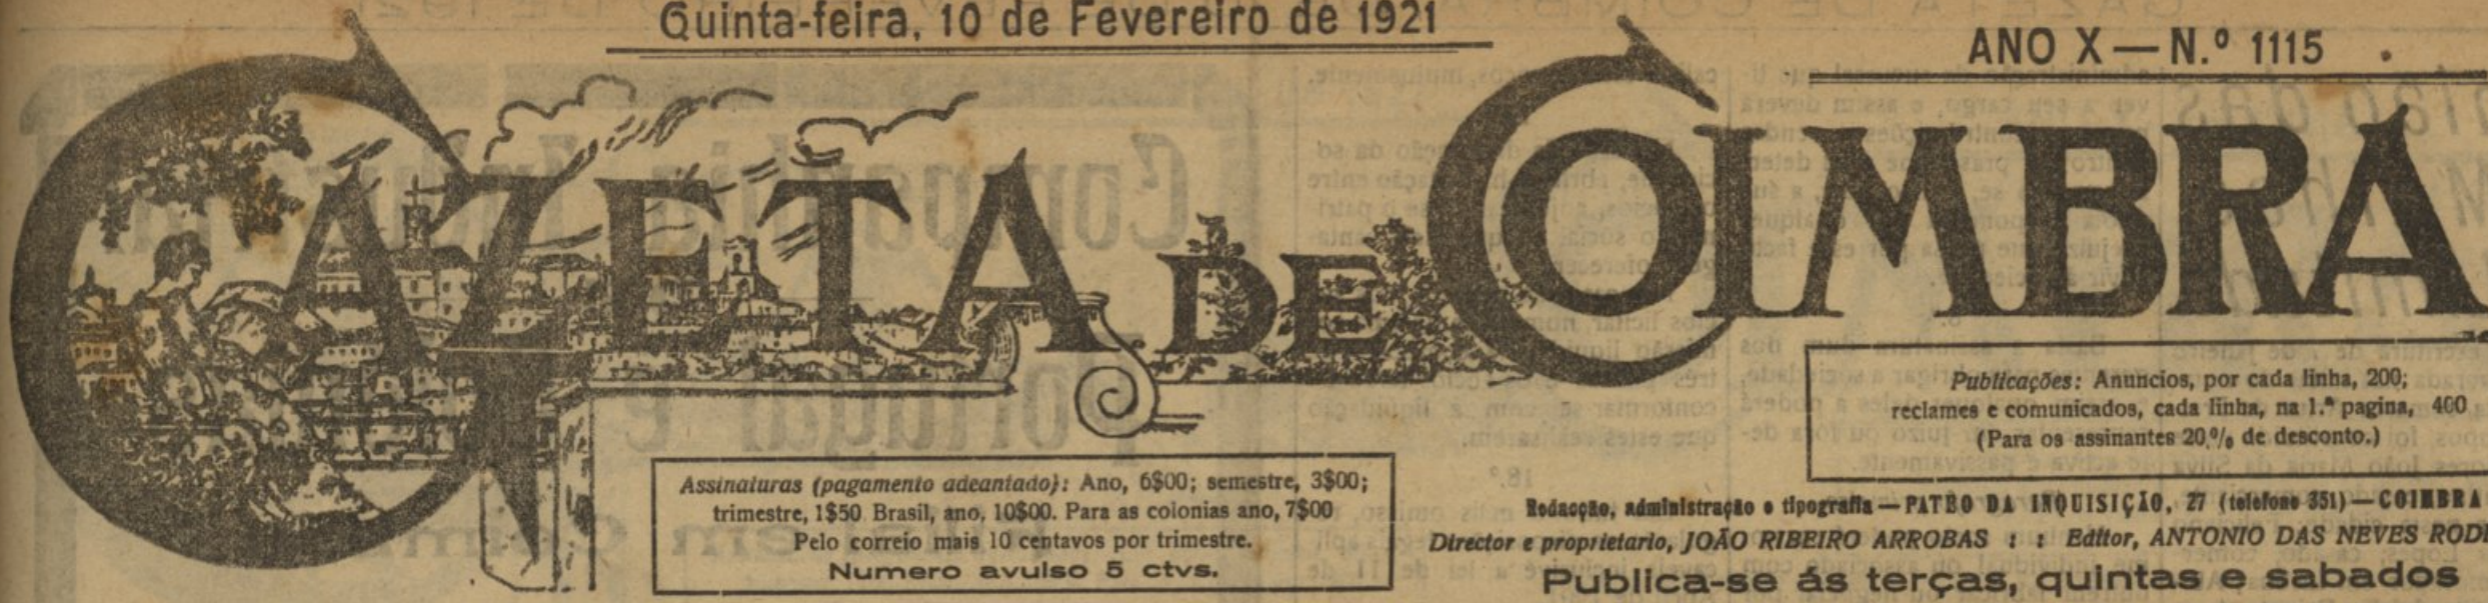 Quinta-feira, 10 de Fevereiro de 1921
ANO X — N.º 1115
GAZETA DE COIMBRA
Publicações: Anuncios, por cada linha, 200;
reclames e comunicados, cada linha, na 1.ª pagina, 400
(Para os assinantes 20% de desconto.)
Assinaturas (pagamento adeantado): Ano, 6$00; semestre, 3$00;
trimestre, 1$50 Brasil, ano, 10$00. Para as colonias ano, 7$00
Pelo correio mais 10 centavos por trimestre.
Numero avulso 5 ctvs.
Redacção, administração e tipografia — PATEO DA INQUISIÇÃO, 27 (telefone 351) — COIMBRA
Director e proprietario, JOÃO RIBEIRO ARROBAS : : Editor, ANTONIO DAS NEVES
Publica-se ás terças, quintas e sabados